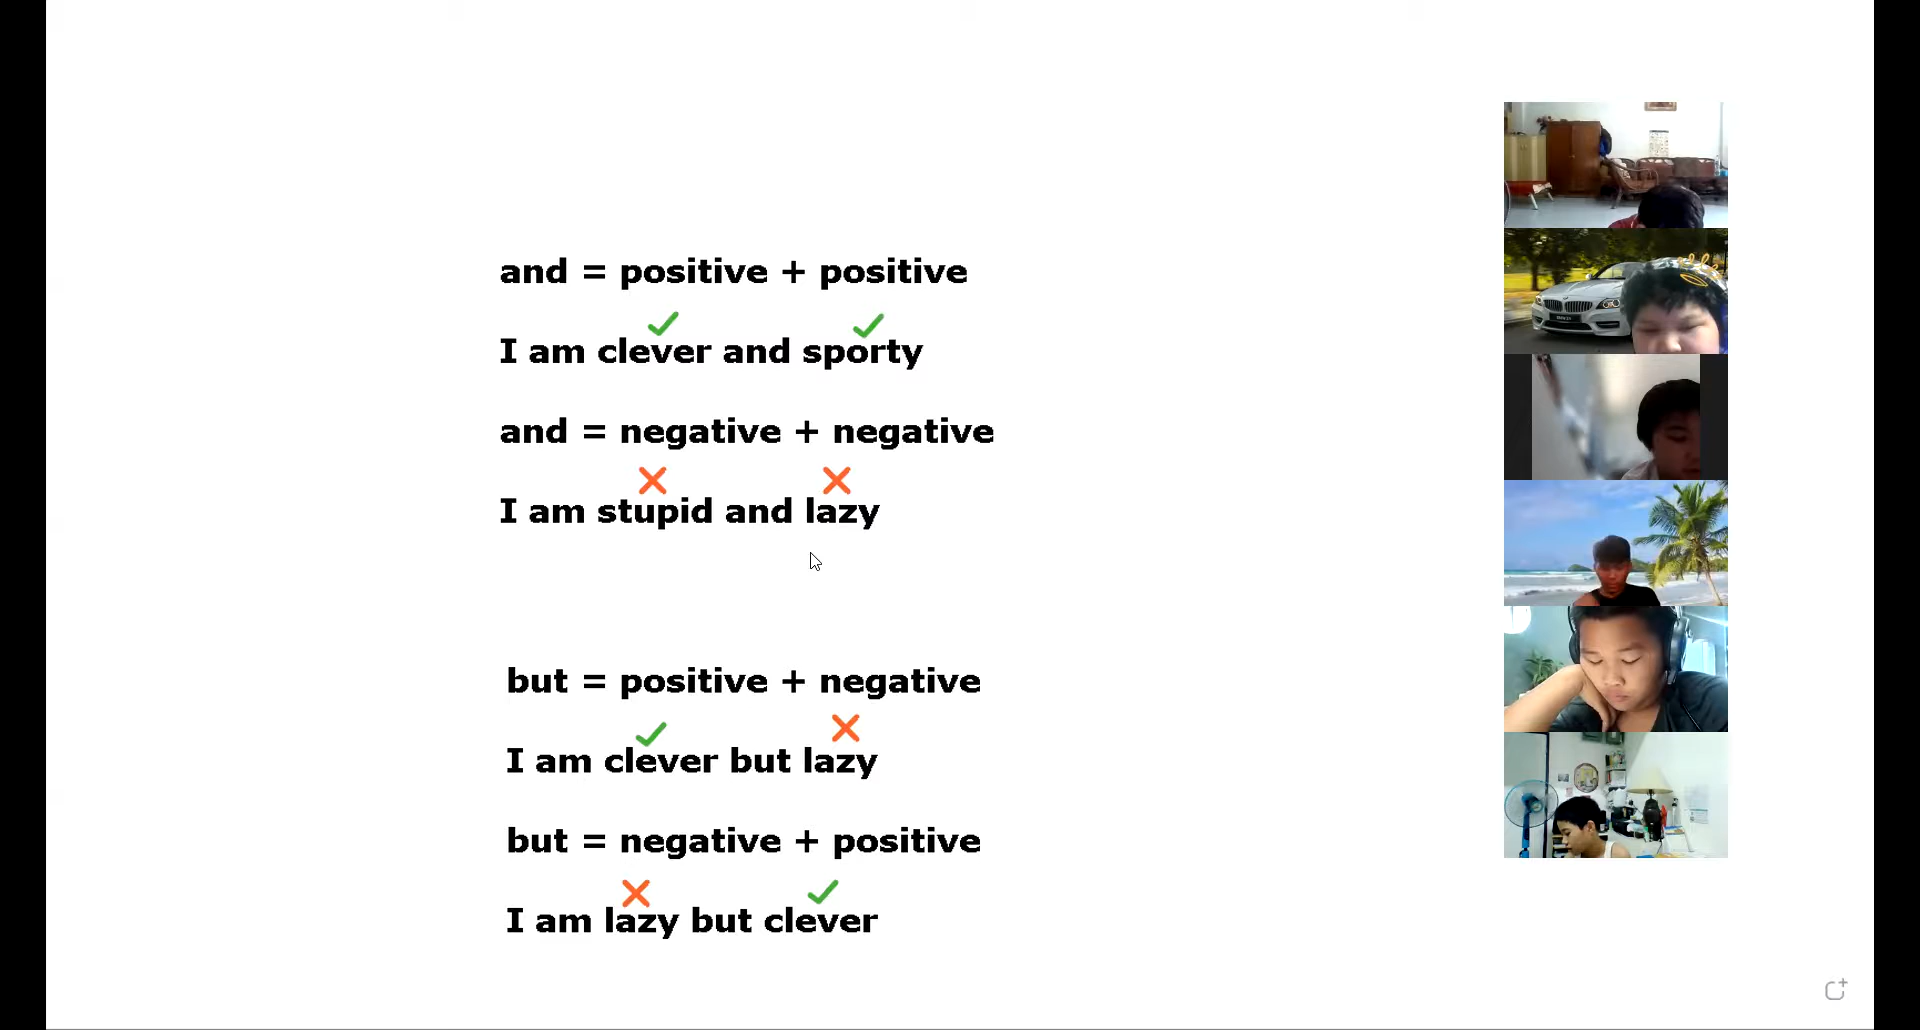 and = positive + positive
I am clever and sporty
and = negative + negative
I am stupid and lazy
but = positive + negative
I am clever but lazy
but = negative + positive
I am lazy but clever